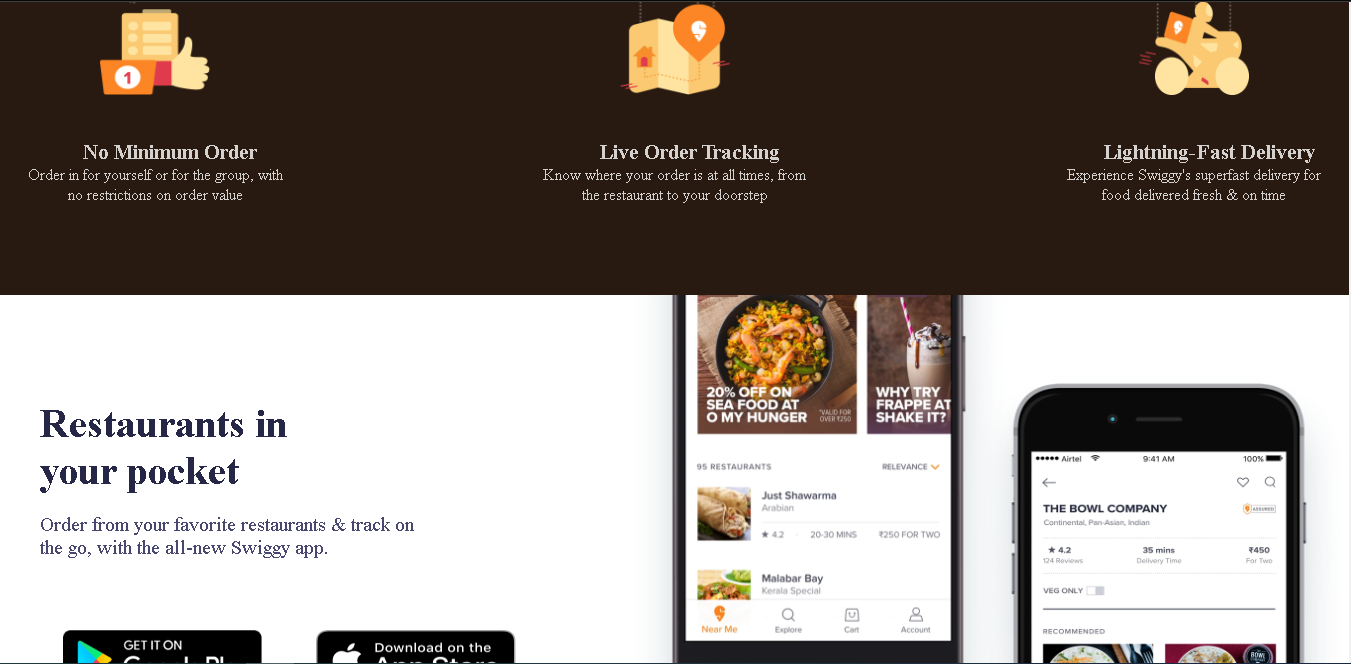 1
No Minimum Order
Order in for yourself or for the group, with
no restrictions on order value
Live Order Tracking
Know where your order is at all times, from
the restaurant to your doorstep
Lightning-Fast Delivery
Experience Swiggy's superfast delivery for
food delivered fresh & on time
Restaurants in
your pocket
Order from your favorite restaurants & track on
the go, with the all-new Swiggy app.
GET IT ON
Download on the
App Store
20% OFF ON
SEA FOOD AT
O MY HUNGER
*VALID FOR
OVER ₹250
WHY TRY
FRAPPE AT
SHAKE IT?
95 RESTAURANTS
RELEVANCE
Just Shawarma
Arabian
★ 4.2 · 20-30 MINS ₹250 FOR TWO
Malabar Bay
Kerala Special
Near Me
Explore
Cart
Account
Airtel 9:41 AM 100%
THE BOWL COMPANY
ASSURED
Continental, Pan-Asian, Indian
★ 4.2 35 mins ₹450
124 Reviews Delivery Time For Two
VEG ONLY
RECOMMENDED
BOWL